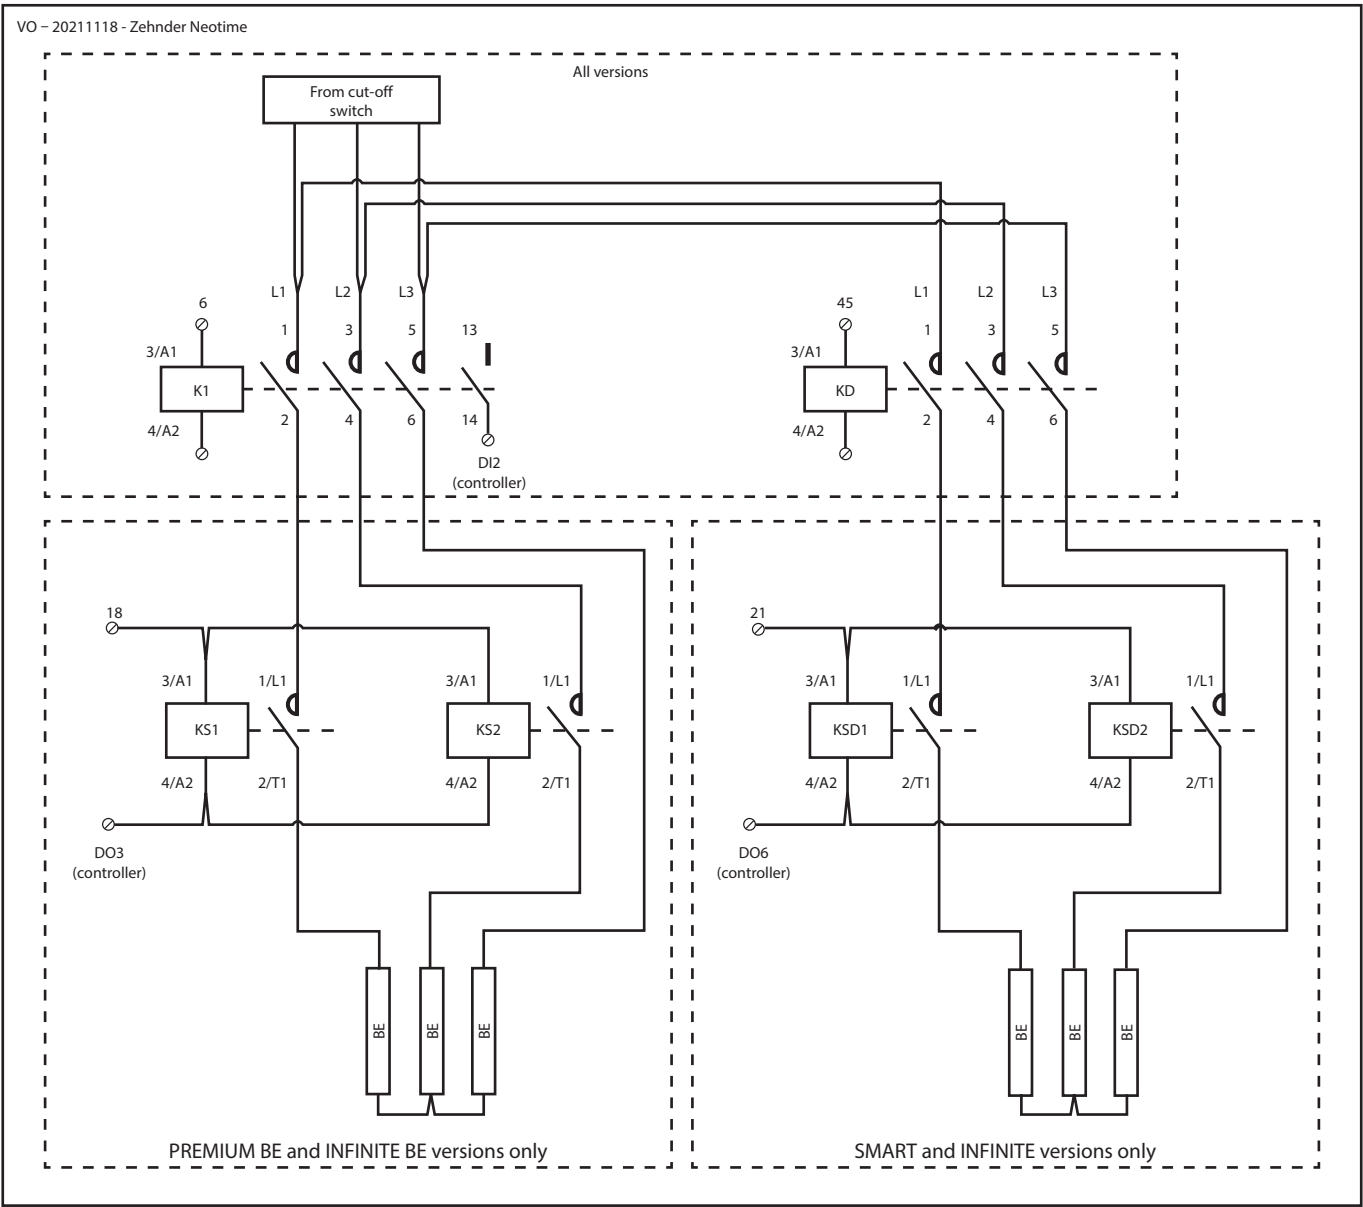 VO – 20211118 - Zehnder Neotime
All versions
From cut-off
switch
L1
L2
L3
L1
L2
L3
6
45
1
3
5
13
1
3
5
3/A1
3/A1
K1
KD
4/A2
2
4
6
14
4/A2
2
4
6
DI2
(controller)
18
21
3/A1
1/L1
3/A1
1/L1
3/A1
1/L1
3/A1
1/L1
KS1
KS2
KSD1
KSD2
4/A2
2/T1
4/A2
2/T1
4/A2
2/T1
4/A2
2/T1
DO3
(controller)
DO6
(controller)
BE
BE
BE
BE
BE
BE
PREMIUM BE and INFINITE BE versions only
SMART and INFINITE versions only